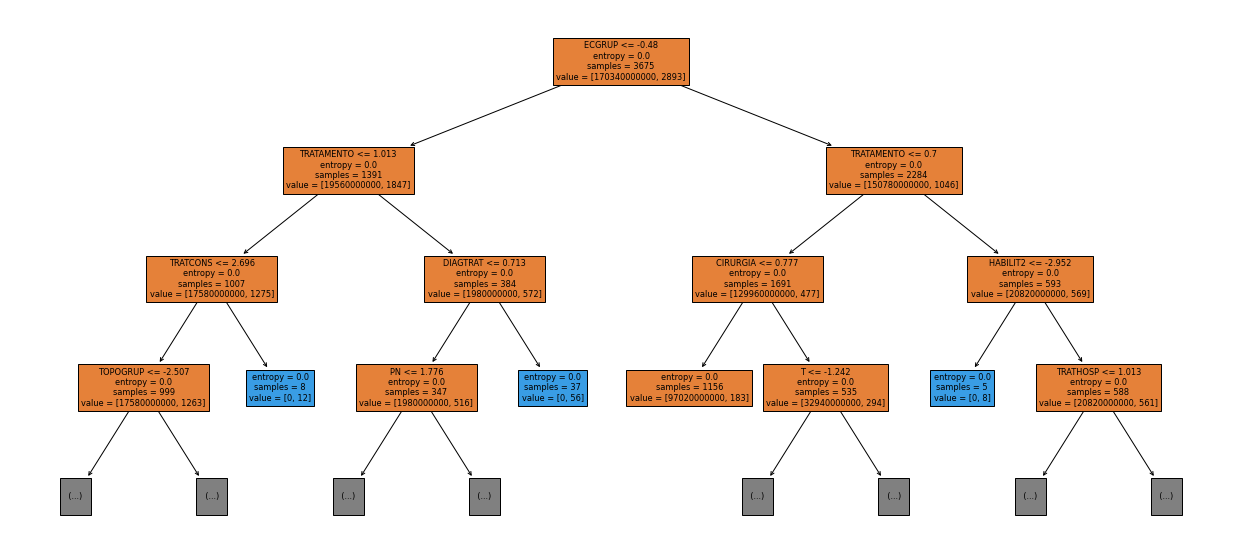 ECGRUP <= -0.48
entropy = 0.0
samples = 3675
value = [170340000000, 2893]
TRATAMENTO <= 1.013
entropy = 0.0
samples = 1391
value = [19560000000, 1847]
TRATAMENTO <= 0.7
entropy = 0.0
samples = 2284
value = [150780000000, 1046]
TRATCONS <= 2.696
entropy = 0.0
samples = 1007
value = [17580000000, 1275]
DIAGTRAT <= 0.713
entropy = 0.0
samples = 384
value = [1980000000, 572]
CIRURGIA <= 0.777
entropy = 0.0
samples = 1691
value = [129960000000, 477]
HABILIT2 <= -2.952
entropy = 0.0
samples = 593
value = [20820000000, 569]
TOPOGRUP <= -2.507
entropy = 0.0
samples = 999
value = [17580000000, 1263]
entropy = 0.0
samples = 8
value = [0, 12]
PN <= 1.776
entropy = 0.0
samples = 347
value = [1980000000, 516]
entropy = 0.0
samples = 37
value = [0, 56]
entropy = 0.0
samples = 1156
value = [97020000000, 183]
T <= -1.242
entropy = 0.0
samples = 535
value = [32940000000, 294]
entropy = 0.0
samples = 5
value = [0, 8]
TRATHOSP <= 1.013
entropy = 0.0
samples = 588
value = [20820000000, 561]
(...)
(...)
(...)
(...)
(...)
(...)
(...)
(...)